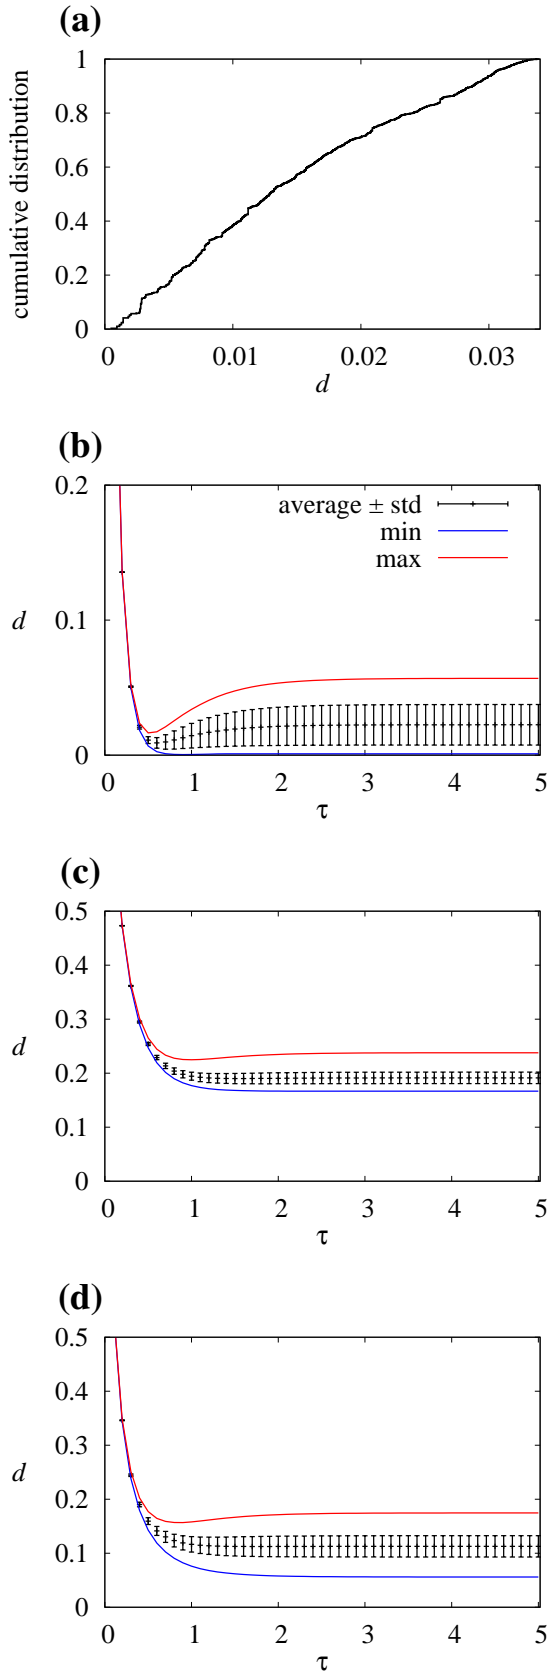 (a)
cumulative distribution
1
0.8
0.6
0.4
0.2
0
0 0.01 0.02 0.03
d
(b)
0.2
0.1
0
d
average ± std
min
max
0 1 2 3 4 5
τ
(c)
0.5
0.4
0.3
0.2
0.1
0
d
0 1 2 3 4 5
τ
(d)
0.5
0.4
0.3
0.2
0.1
0
d
0 1 2 3 4 5
τ